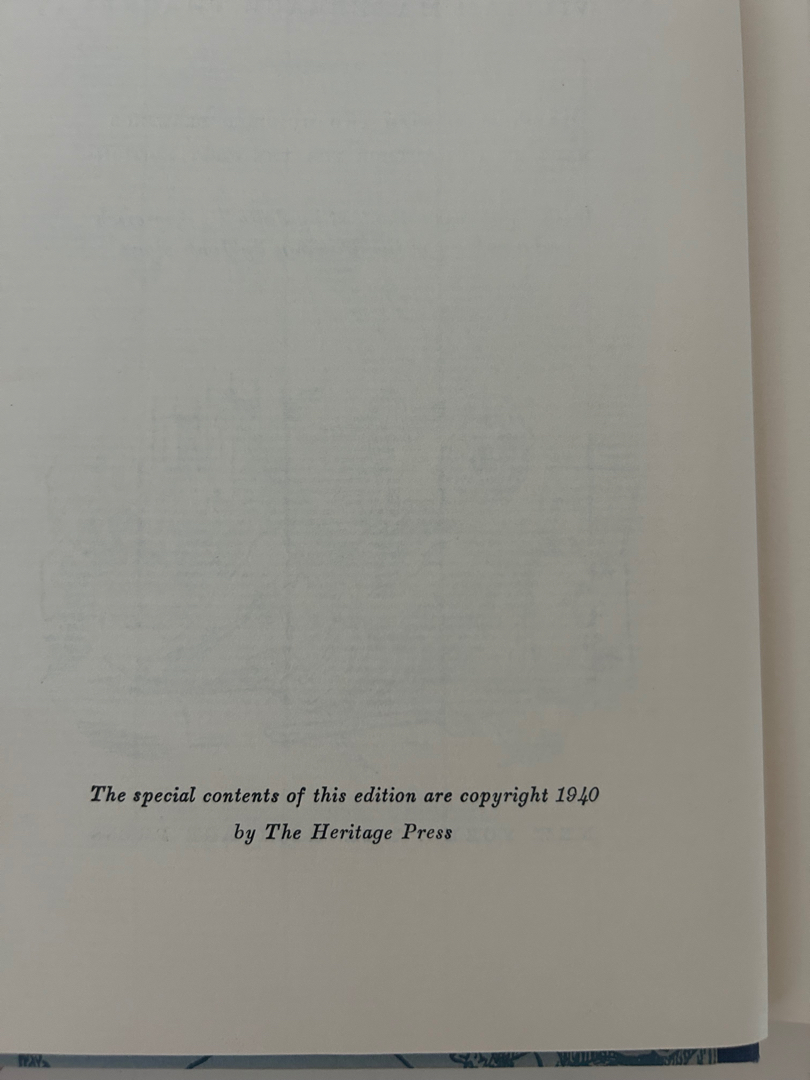 The special contents of this edition are copyright 1940
by The Heritage Press